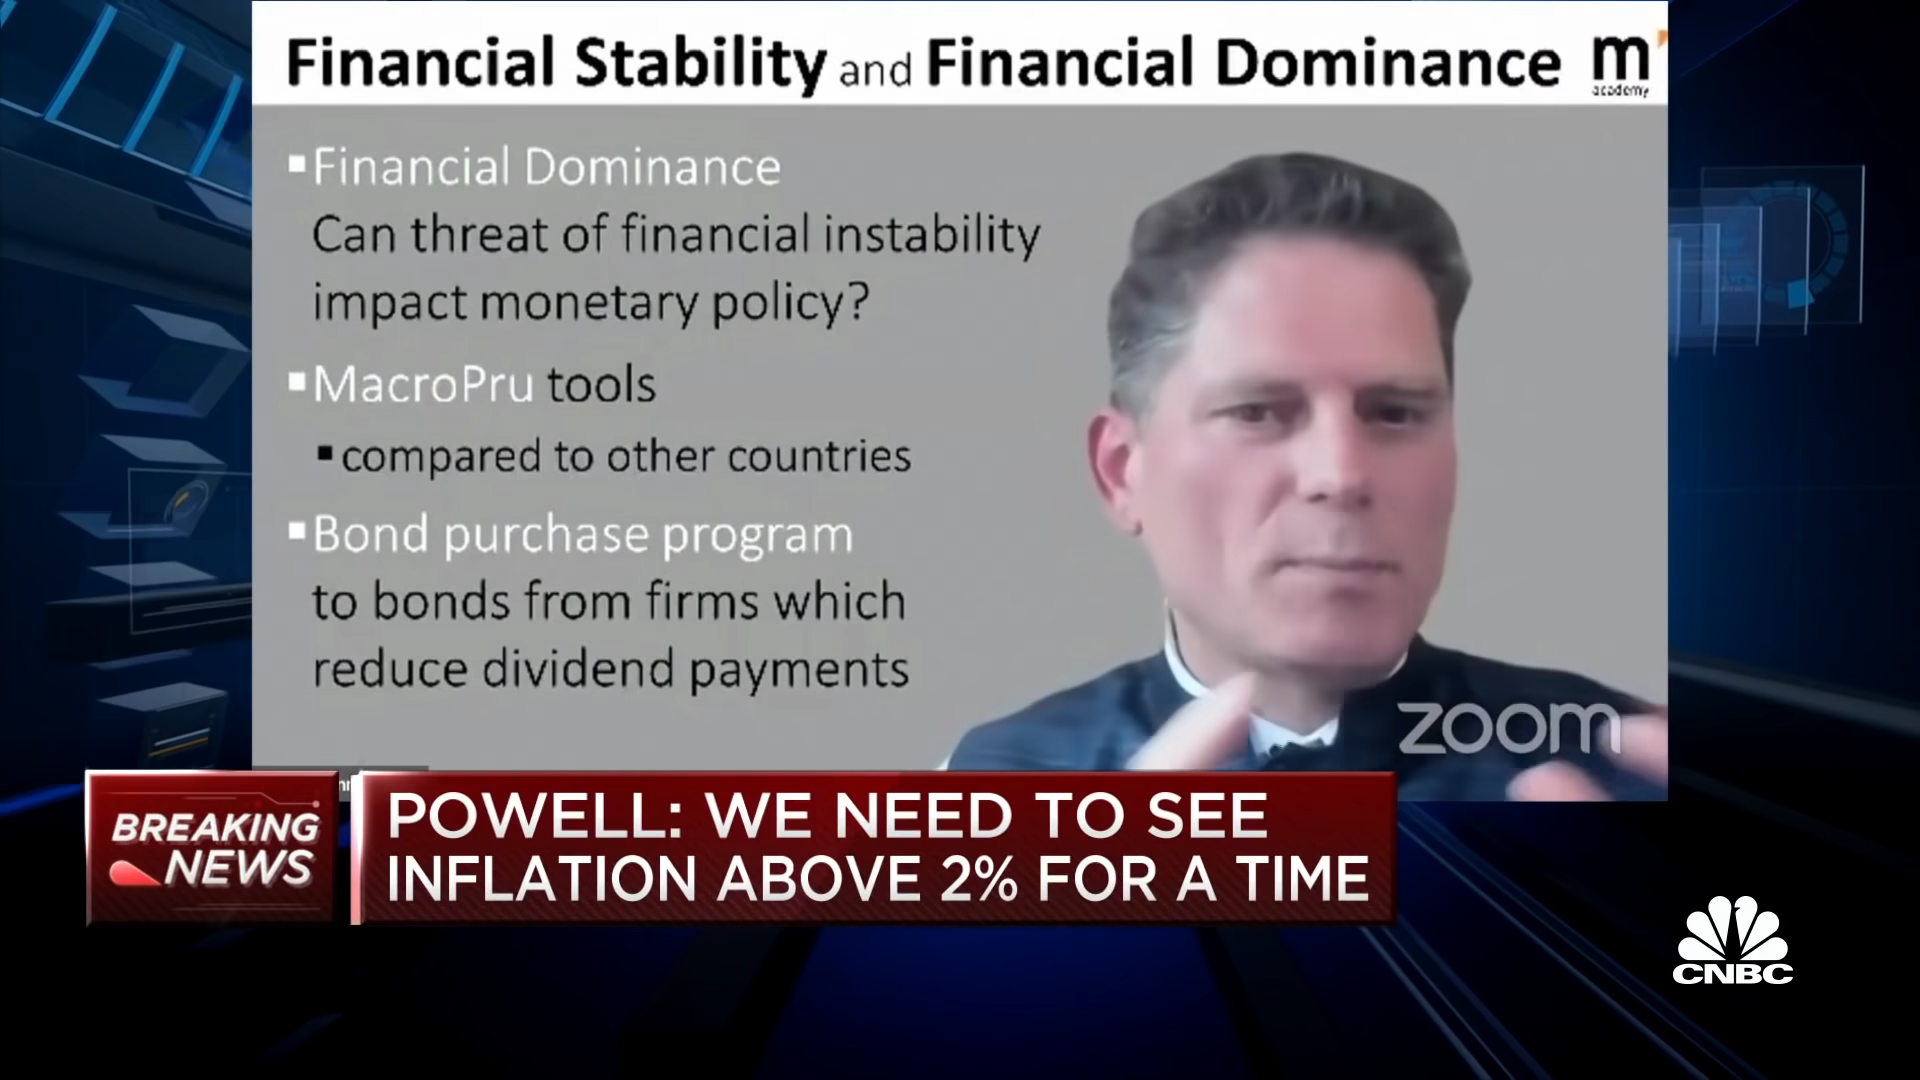 Financial Stability and Financial Dominance
m
academy
Financial Dominance
Can threat of financial instability
impact monetary policy?
MacroPru tools
compared to other countries
Bond purchase program
to bonds from firms which
reduce dividend payments
zoom
BREAKING
NEWS
POWELL: WE NEED TO SEE
INFLATION ABOVE 2% FOR A TIME
CNBC